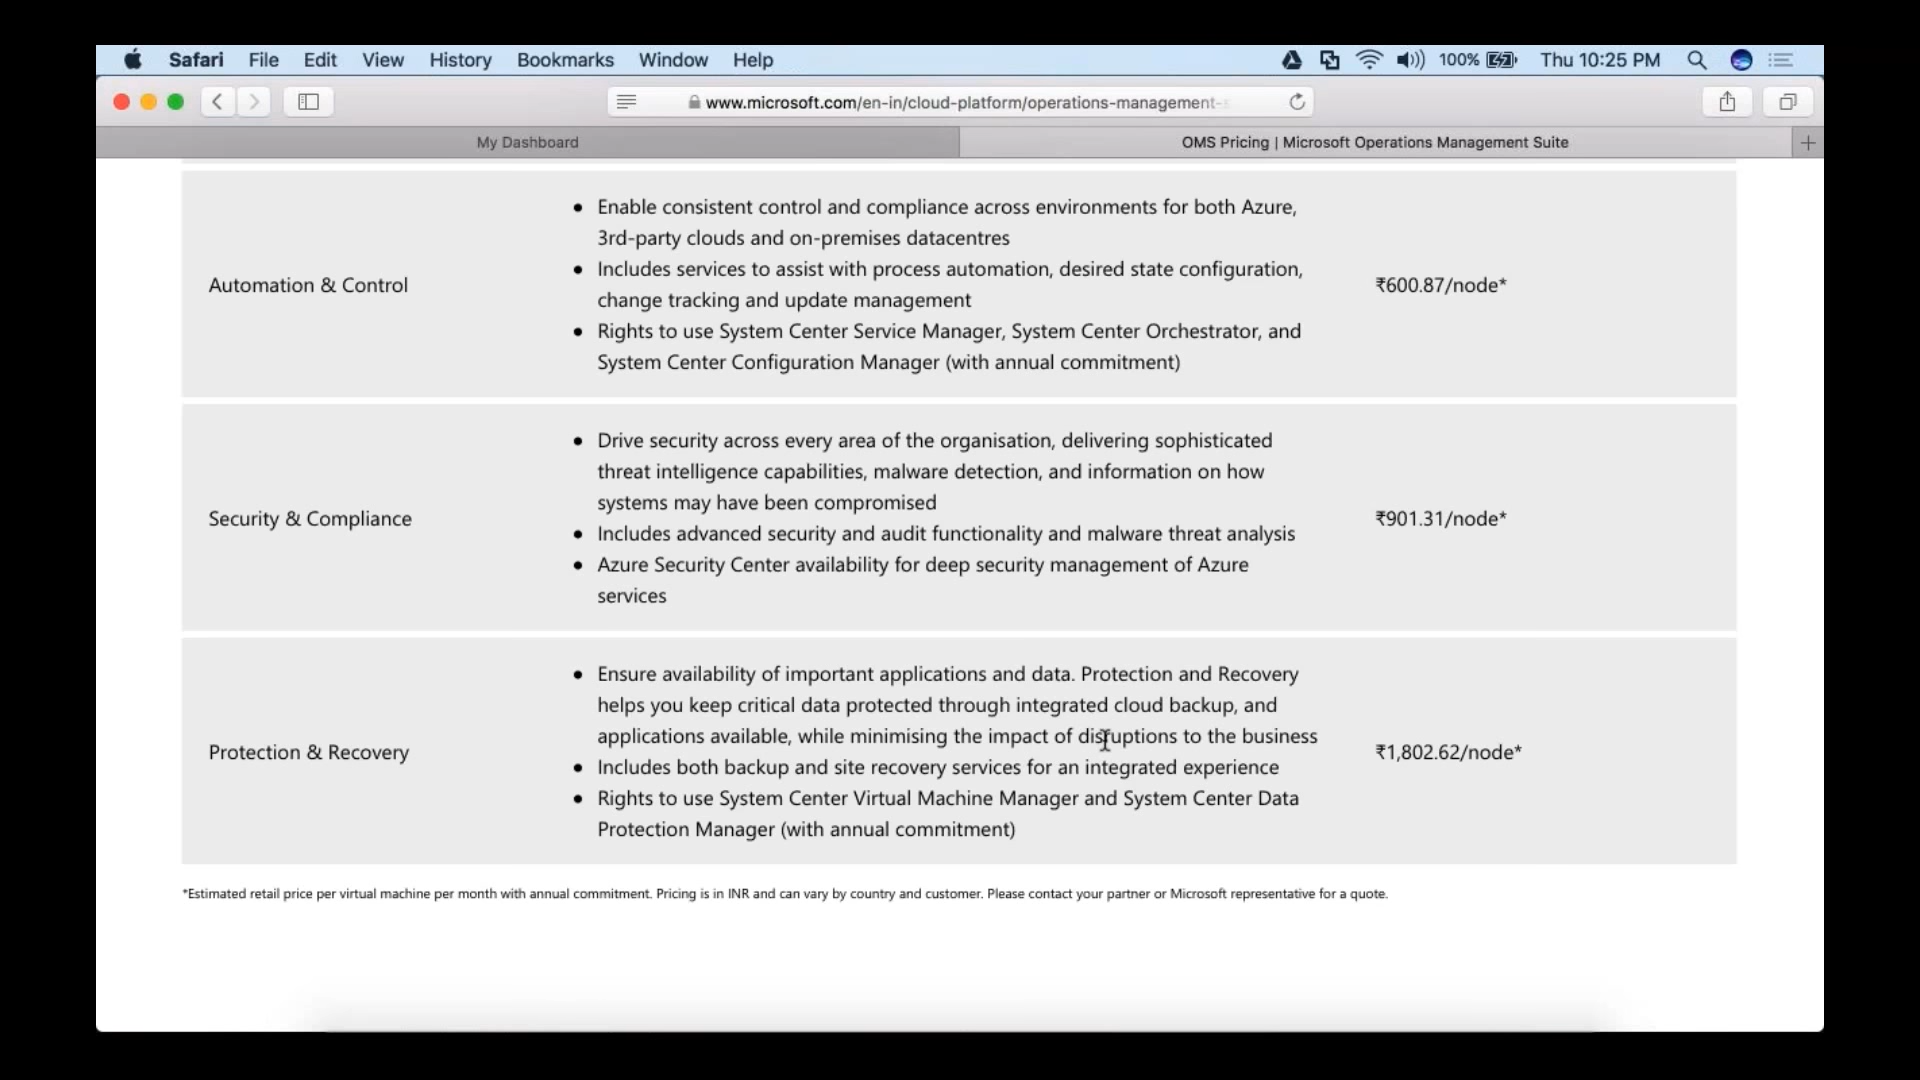 Safari File Edit View History Bookmarks Window Help 100% Thu 10:25 PM
www.microsoft.com/en-in/cloud-platform/operations-management-
My Dashboard
OMS Pricing | Microsoft Operations Management Suite
Automation & Control
• Enable consistent control and compliance across environments for both Azure,
3rd-party clouds and on-premises datacentres
• Includes services to assist with process automation, desired state configuration,
change tracking and update management
• Rights to use System Center Service Manager, System Center Orchestrator, and
System Center Configuration Manager (with annual commitment)
₹600.87/node*
Security & Compliance
• Drive security across every area of the organisation, delivering sophisticated
threat intelligence capabilities, malware detection, and information on how
systems may have been compromised
• Includes advanced security and audit functionality and malware threat analysis
• Azure Security Center availability for deep security management of Azure
services
₹901.31/node*
Protection & Recovery
• Ensure availability of important applications and data. Protection and Recovery
helps you keep critical data protected through integrated cloud backup, and
applications available, while minimising the impact of disruptions to the business
• Includes both backup and site recovery services for an integrated experience
• Rights to use System Center Virtual Machine Manager and System Center Data
Protection Manager (with annual commitment)
₹1,802.62/node*
*Estimated retail price per virtual machine per month with annual commitment. Pricing is in INR and can vary by country and customer. Please contact your partner or Microsoft representative for a quote.